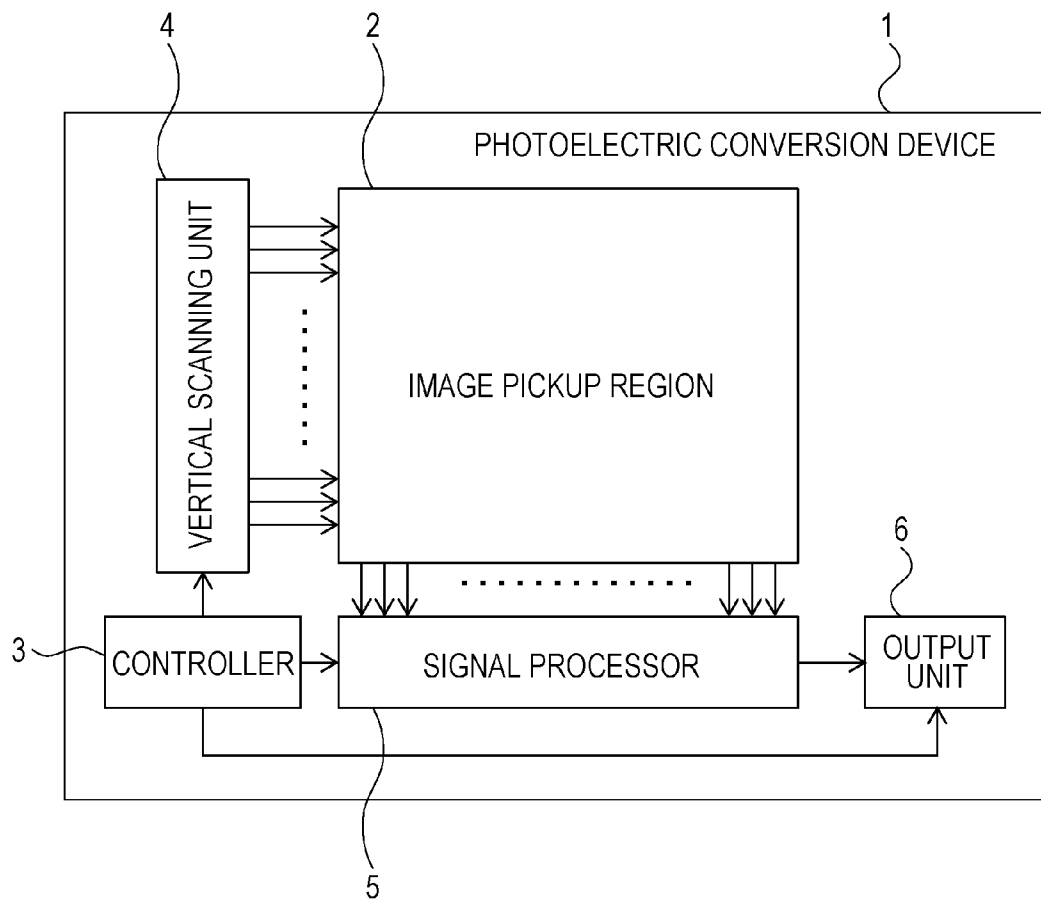 4
2
1
PHOTOELECTRIC CONVERSION DEVICE
VERTICAL SCANNING UNIT
IMAGE PICKUP REGION
6
3
CONTROLLER
SIGNAL PROCESSOR
OUTPUT
UNIT
5